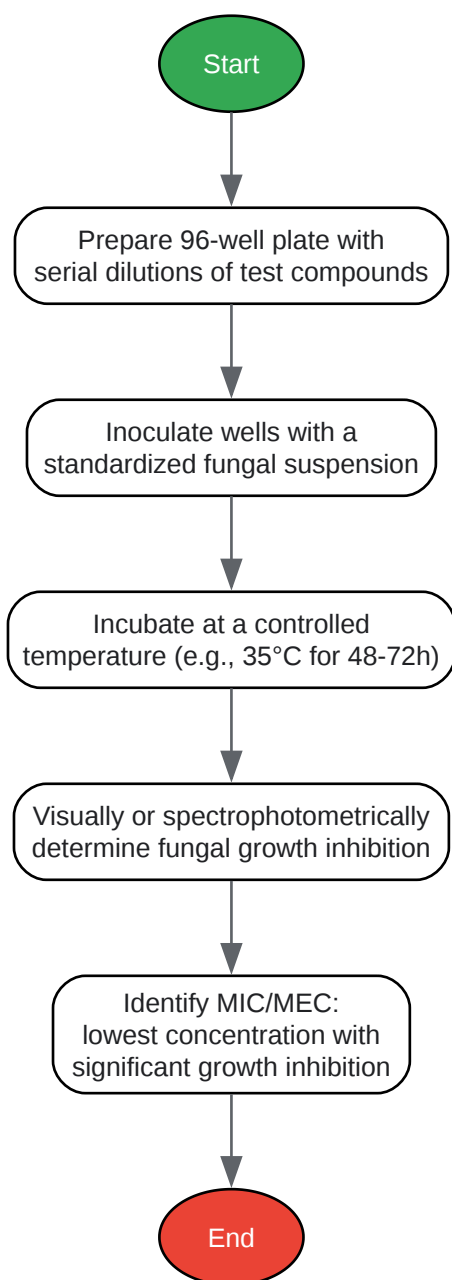 Start
Prepare 96-well plate with
serial dilutions of test compounds
Inoculate wells with a
standardized fungal suspension
Incubate at a controlled
temperature (e.g., 35°C for 48-72h)
Visually or spectrophotometrically
determine fungal growth inhibition
Identify MIC/MEC:
lowest concentration with
significant growth inhibition
End